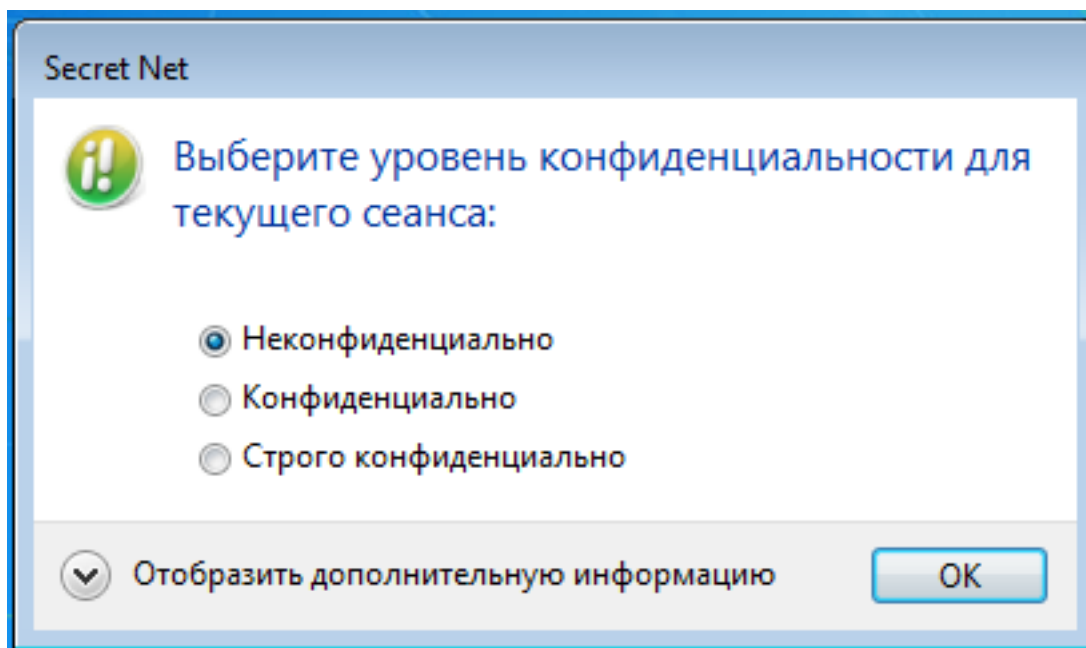 Secret Net
Выберите уровень конфиденциальности для
текущего сеанса:
Неконфиденциально
Конфиденциально
Строго конфиденциально
Отобразить дополнительную информацию
OK